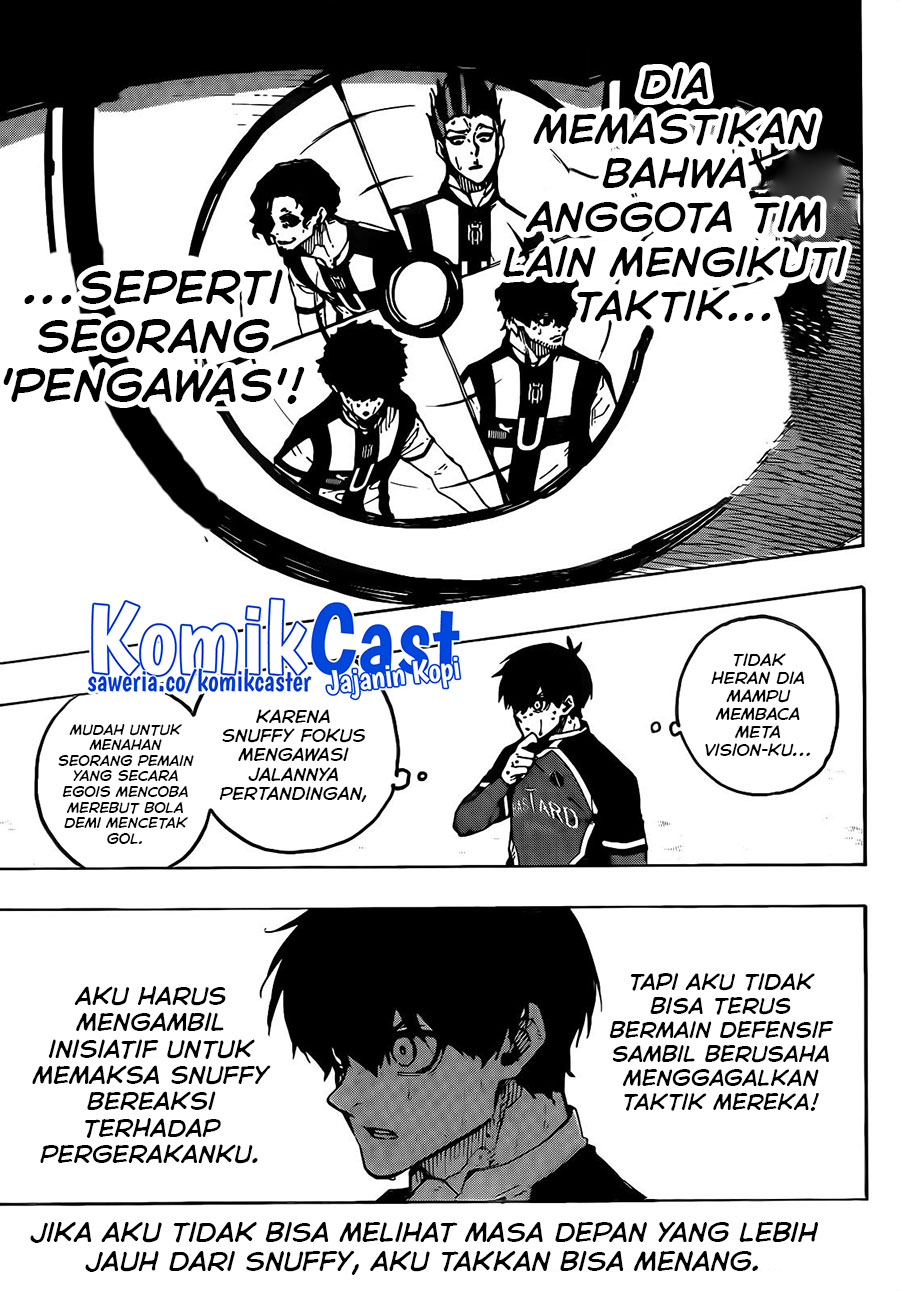 DIA
MEMASTIKAN
BAHWA
ANGGOTA TIM
LAIN MENGIKUTI
TAKTIK...
...SEPERTI
SEORANG
'PENGAWAS'!
KomikCast
saweria.co/komikcaster Jajanin Kopi
TIDAK
HERAN DIA
MAMPU
MEMBACA
META
VISION-KU...
KARENA
SNUFFY FOKUS
MENGAWASI
JALANNYA
PERTANDINGAN,
MUDAH UNTUK
MENAHAN
SEORANG PEMAIN
YANG SECARA
EGOIS MENCOBA
MEREBUT BOLA
DEMI MENCETAK
GOL.
TAPI AKU TIDAK
BISA TERUS
BERMAIN DEFENSIF
SAMBIL BERUSAHA
MENGGAGALKAN
TAKTIK MEREKA!
AKU HARUS
MENGAMBIL
INISIATIF UNTUK
MEMAKSA SNUFFY
BEREAKSI
TERHADAP
PERGERAKANKU.
JIKA AKU TIDAK BISA MELIHAT MASA DEPAN YANG LEBIH
JAUH DARI SNUFFY, AKU TAKKAN BISA MENANG.